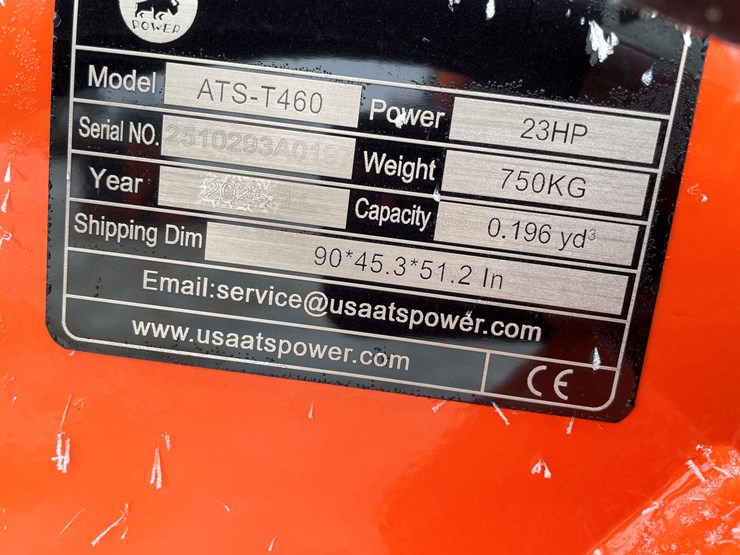 POWER
Model ATS-T460 Power 23HP
Serial NO. Weight 750KG
Year Capacity 0.196 yd³
Shipping Dim 90*45.3*51.2 In
Email:service@usaatspower.com
www.usaatspower.com CE